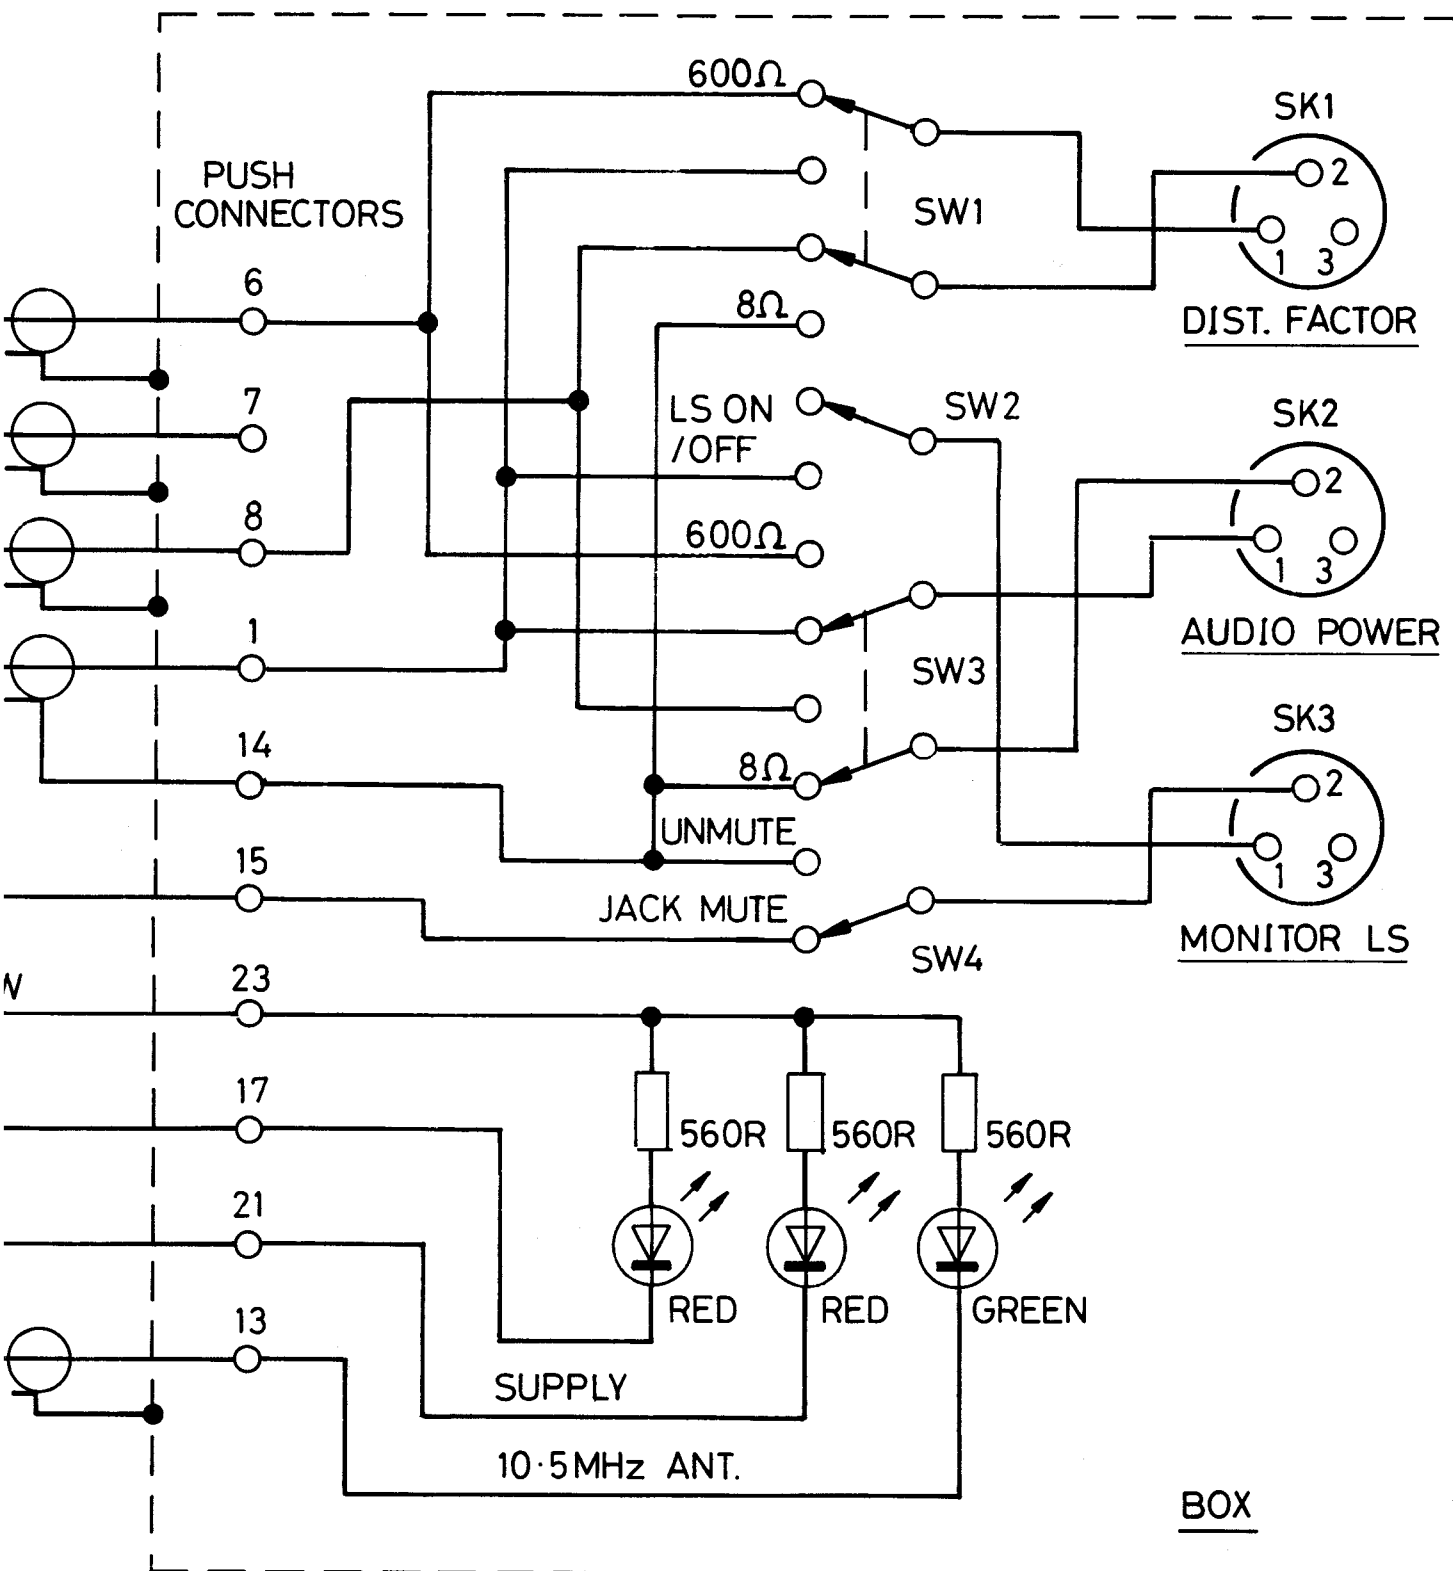 600Ω
SK1
PUSH
CONNECTORS
2
SW1
1 3
6
8Ω
DIST. FACTOR
7
LS ON
/OFF
SW2
SK2
2
8
600Ω
1 3
1
AUDIO POWER
SW3
SK3
14
8Ω
2
UNMUTE
15
JACK MUTE
1 3
SW4
MONITOR LS
23
17
560R 560R 560R
21
RED RED GREEN
13
SUPPLY
10·5MHz ANT.
BOX